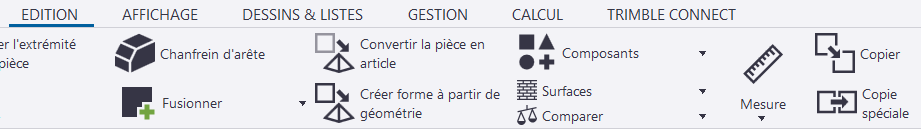 EDITION AFFICHAGE DESSINS & LISTES GESTION CALCUL TRIMBLE CONNECT
er l'extrémité
pièce
Chanfrein d'arête
Fusionner
Convertir la pièce en
article
Créer forme à partir de
géométrie
Composants
Surfaces
Comparer
Mesure
Copier
Copie
spéciale